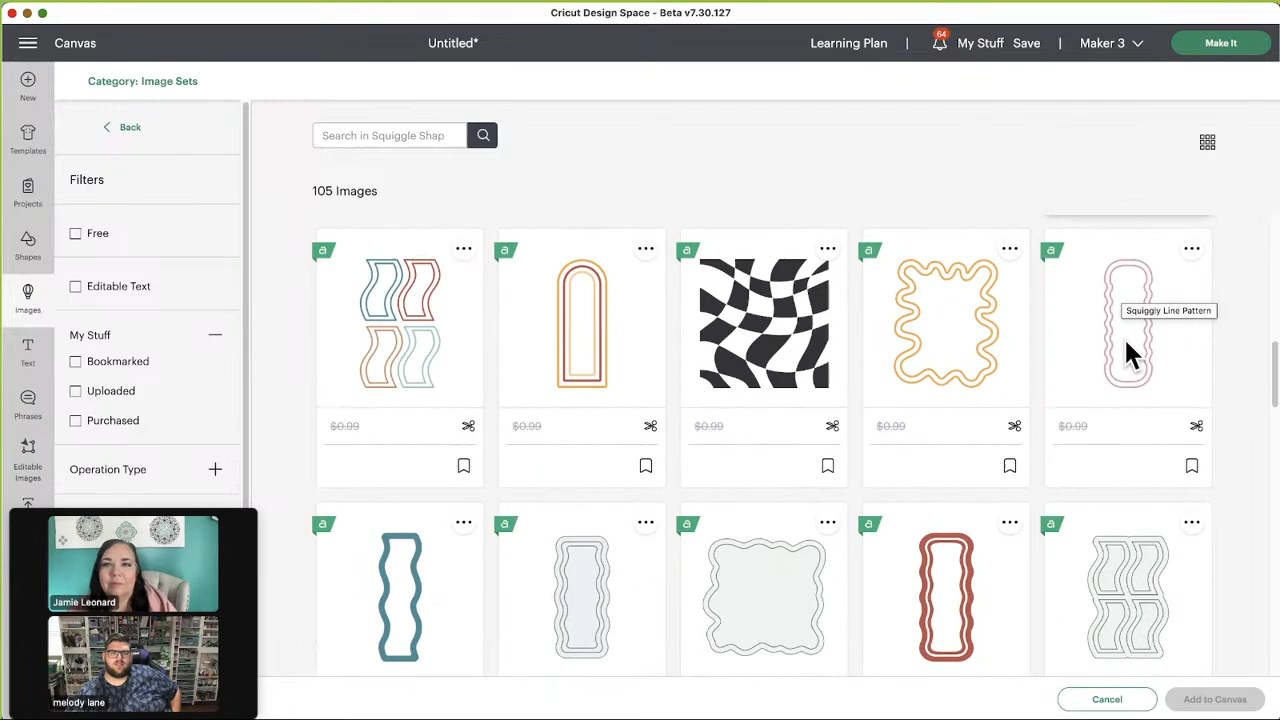 Cricut Design Space - Beta v7.30.127
Canvas
Untitled*
Learning Plan | 64 My Stuff Save | Maker 3 Make It
New
Templates
Projects
Shapes
Images
Text
Phrases
Editable
Images
Category: Image Sets
Back
Filters
Free
Editable Text
My Stuff
Bookmarked
Uploaded
Purchased
Operation Type
Search in Squiggle Shap
105 Images
a a a a a
Squiggly Line Pattern
$0.99 $0.99 $0.99 $0.99 $0.99
a a a a a
Jamie Leonard
melody lane
Cancel Add to Canvas